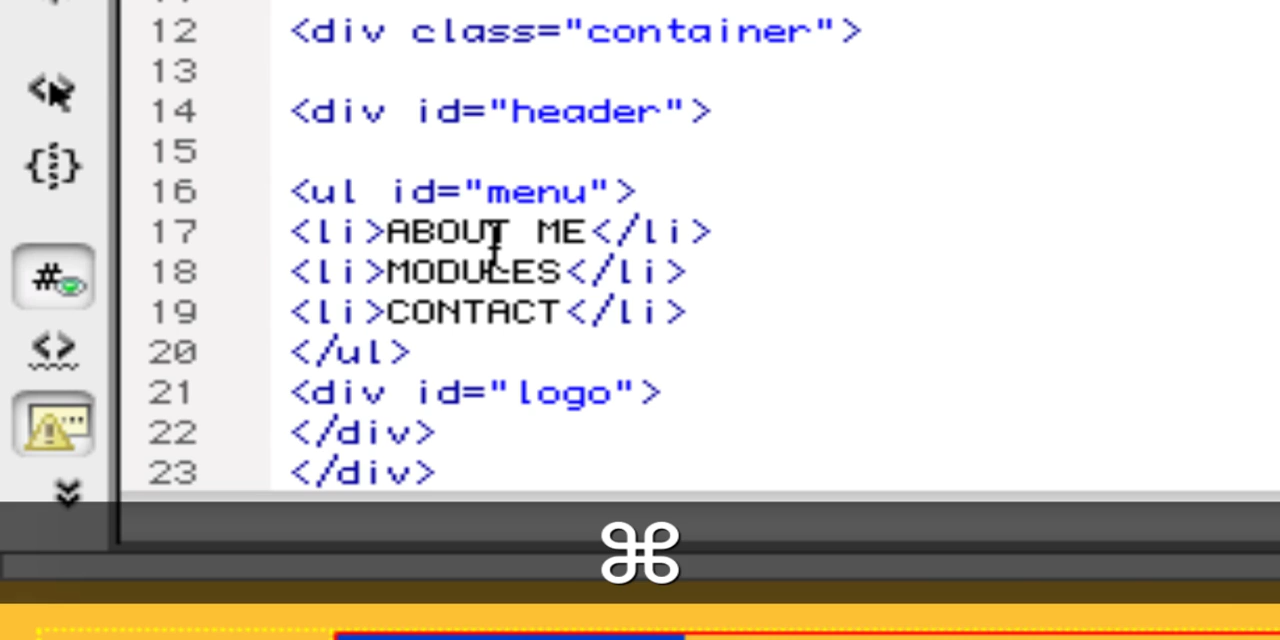 12 <div class="container">
13
14 <div id="header">
15
16 <ul id="menu">
17 <li>ABOUT ME</li>
18 <li>MODULES</li>
19 <li>CONTACT</li>
20 </ul>
21 <div id="logo">
22 </div>
23 </div>
⌘